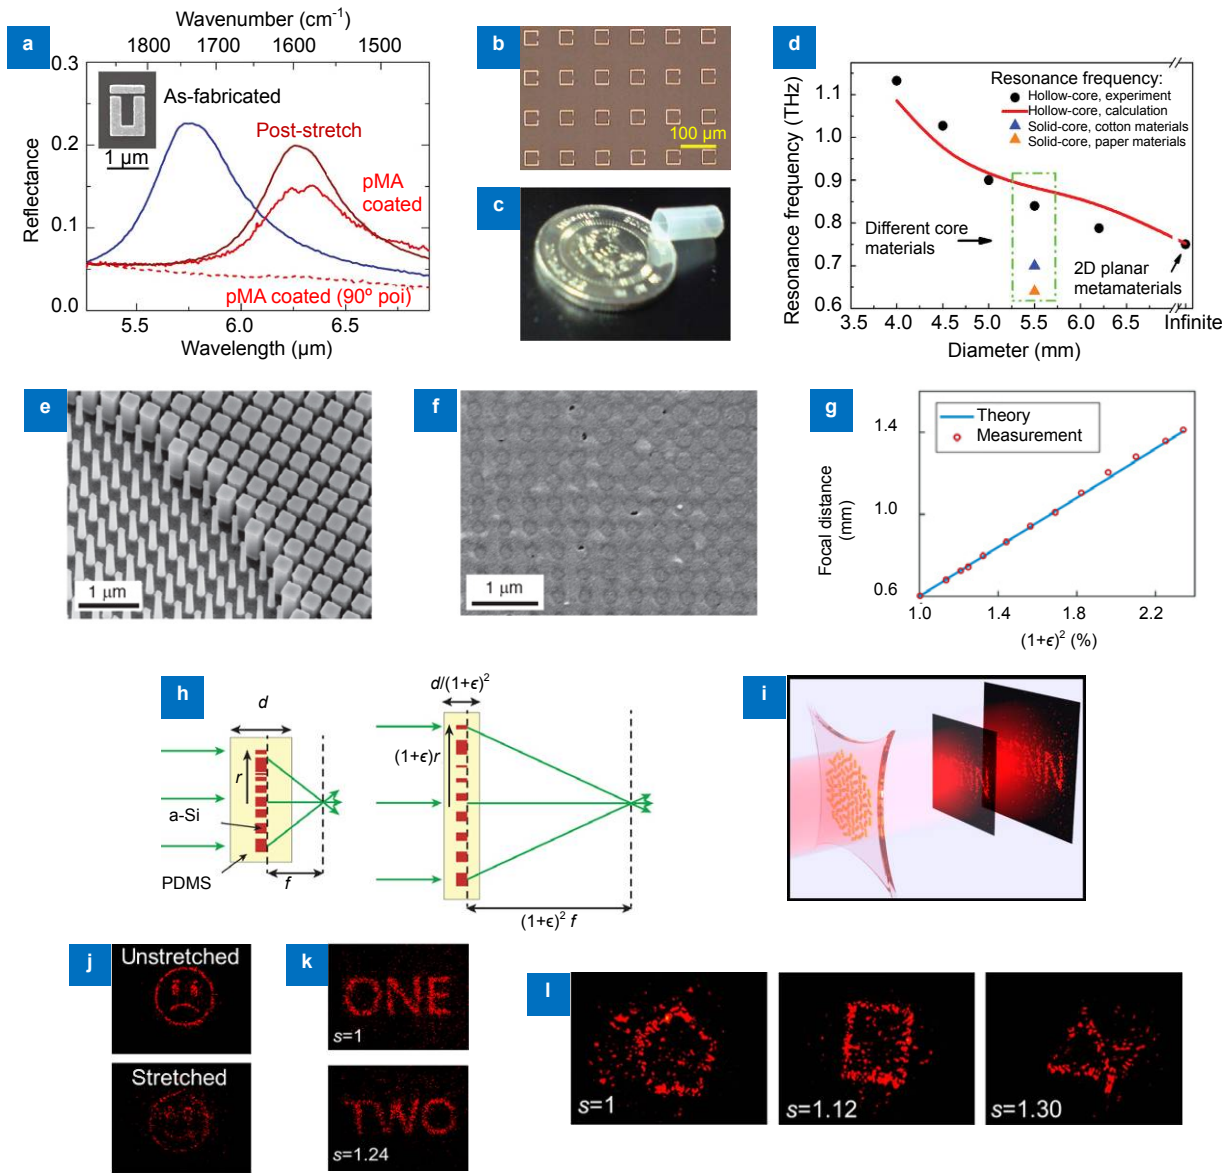 a
Wavenumber (cm⁻¹)
1800 1700 1600 1500
0.3
0.2
0.1
0.0
Reflectance
As-fabricated
Post-stretch
pMA
coated
pMA coated (90º poi)
1 µm
5.5 6.0 6.5
Wavelength (µm)
b
100 µm
c
d
Resonance frequency (THz)
1.1
1.0
0.9
0.8
0.7
0.6
Resonance frequency:
Hollow-core, experiment
Hollow-core, calculation
Solid-core, cotton materials
Solid-core, paper materials
Different core
materials
2D planar
metamaterials
3.5 4.0 4.5 5.0 5.5 6.0 6.2 Infinite
Diameter (mm)
e
1 µm
f
1 µm
g
Focal distance
(mm)
1.4
1.0
0.6
Theory
Measurement
1.0 1.4 1.8 2.2
(1+ϵ)² (%)
h
d
r
a-Si
PDMS
f
d/(1+ϵ)²
(1+ϵ)r
(1+ϵ)² f
i
j
Unstretched
Stretched
k
ONE
s=1
TWO
s=1.24
l
s=1
s=1.12
s=1.30